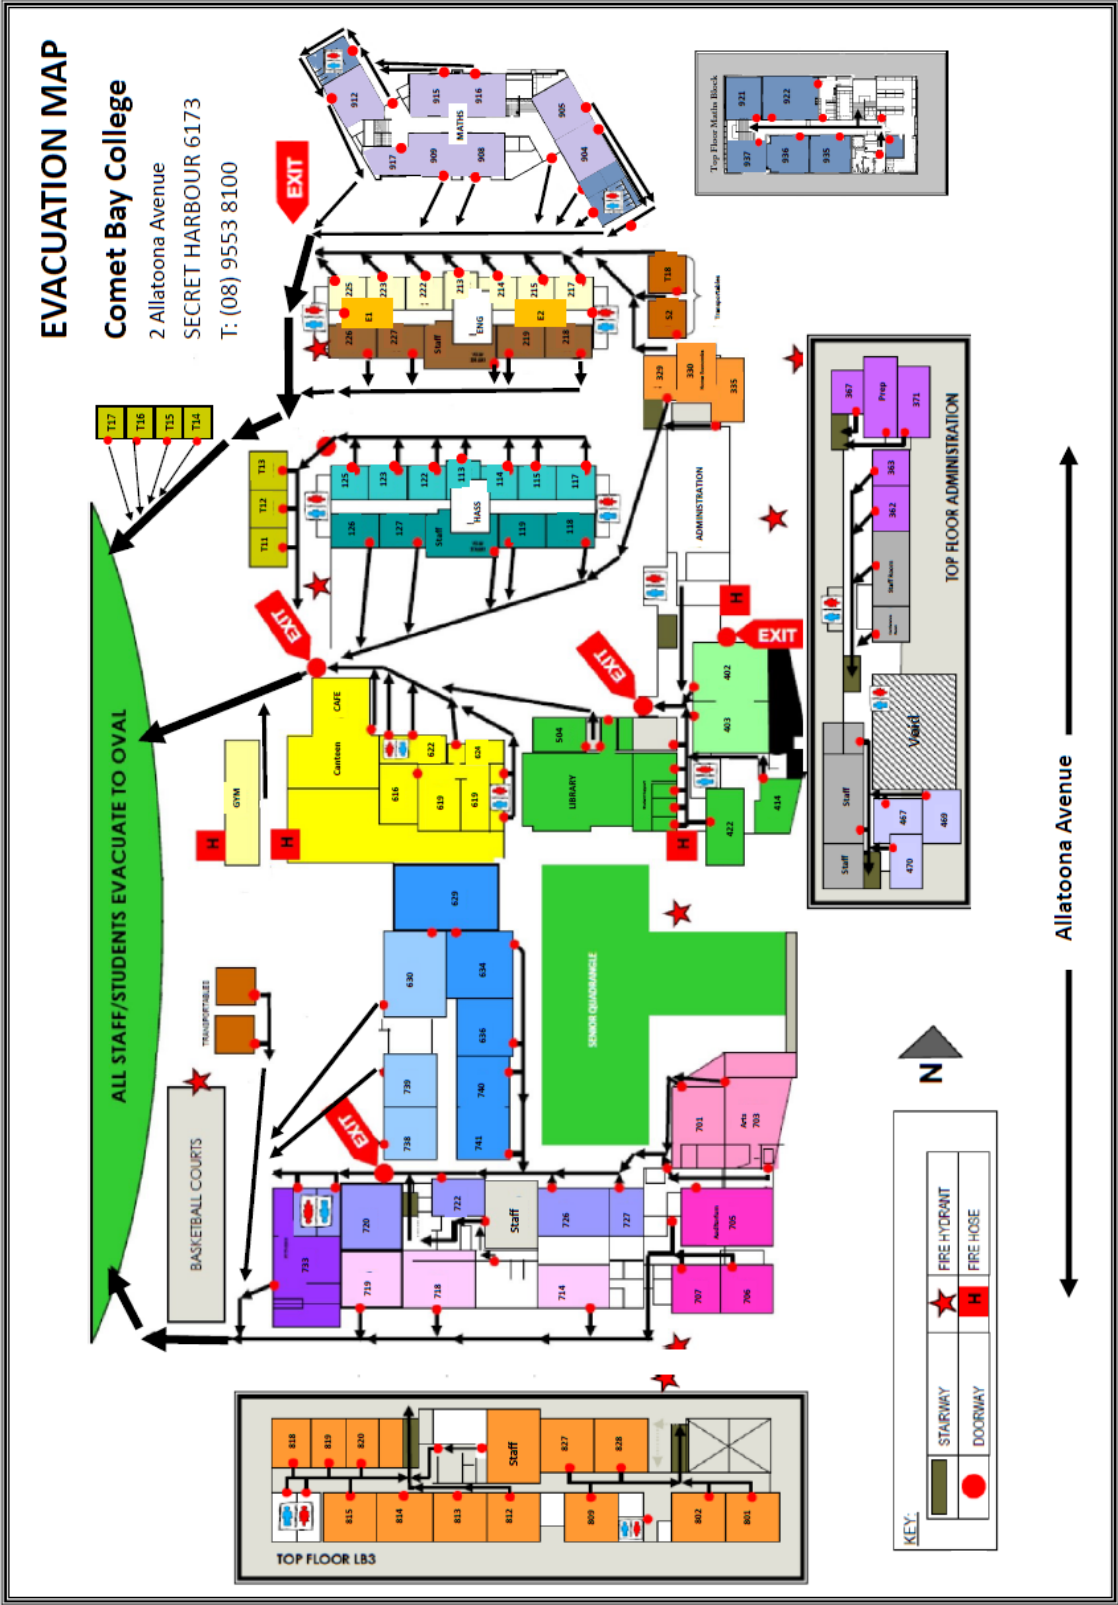 EVACUATION MAP
Comet Bay College
2 Allatoona Avenue
SECRET HARBOUR 6173
T: (08) 9553 8100
EXIT
912
915
916
MATHS
917
909
908
905
904
Top Floor Maths Block
921
922
937
936
935
T17
T16
T15
T14
225
223
222
213
214
215
217
E1
ENG
E2
226
227
Staff
219
218
T18
S2
Transportables
329
330
335
T13
T12
T11
125
123
122
113
114
115
117
HASS
126
127
Staff
119
118
ADMINISTRATION
H
EXIT
EXIT
EXIT
402
403
414
422
H
504
LIBRARY
CAFE
Canteen
622
624
616
619
619
GYM
H
H
TOP FLOOR ADMINISTRATION
367
Prep
371
363
362
Staff Room
Void
Staff
Staff
467
469
470
ALL STAFF/STUDENTS EVACUATE TO OVAL
629
630
634
636
739
740
738
741
EXIT
SENIOR QUADRANGLE
TRANSPORTABLES
BASKETBALL COURTS
701
Arts
703
733
720
722
Staff
726
727
705
719
718
714
707
706
Allatoona Avenue
N
818
819
820
Staff
827
828
815
814
813
812
809
802
801
TOP FLOOR LB3
KEY:
STAIRWAY
FIRE HYDRANT
DOORWAY
H
FIRE HOSE